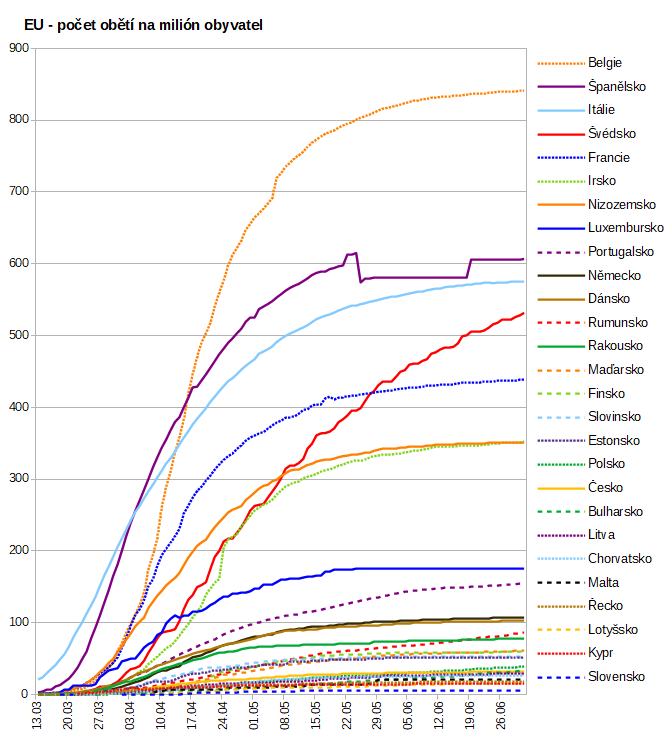 EU - počet obětí na milión obyvatel
900
800
700
600
500
400
300
200
100
0
13.03
20.03
27.03
03.04
10.04
17.04
24.04
01.05
08.05
15.05
22.05
29.05
05.06
12.06
19.06
26.06
Belgie
Španělsko
Itálie
Švédsko
Francie
Irsko
Nizozemsko
Luxembursko
Portugalsko
Německo
Dánsko
Rumunsko
Rakousko
Maďarsko
Finsko
Slovinsko
Estonsko
Polsko
Česko
Bulharsko
Litva
Chorvatsko
Malta
Řecko
Lotyšsko
Kypr
Slovensko